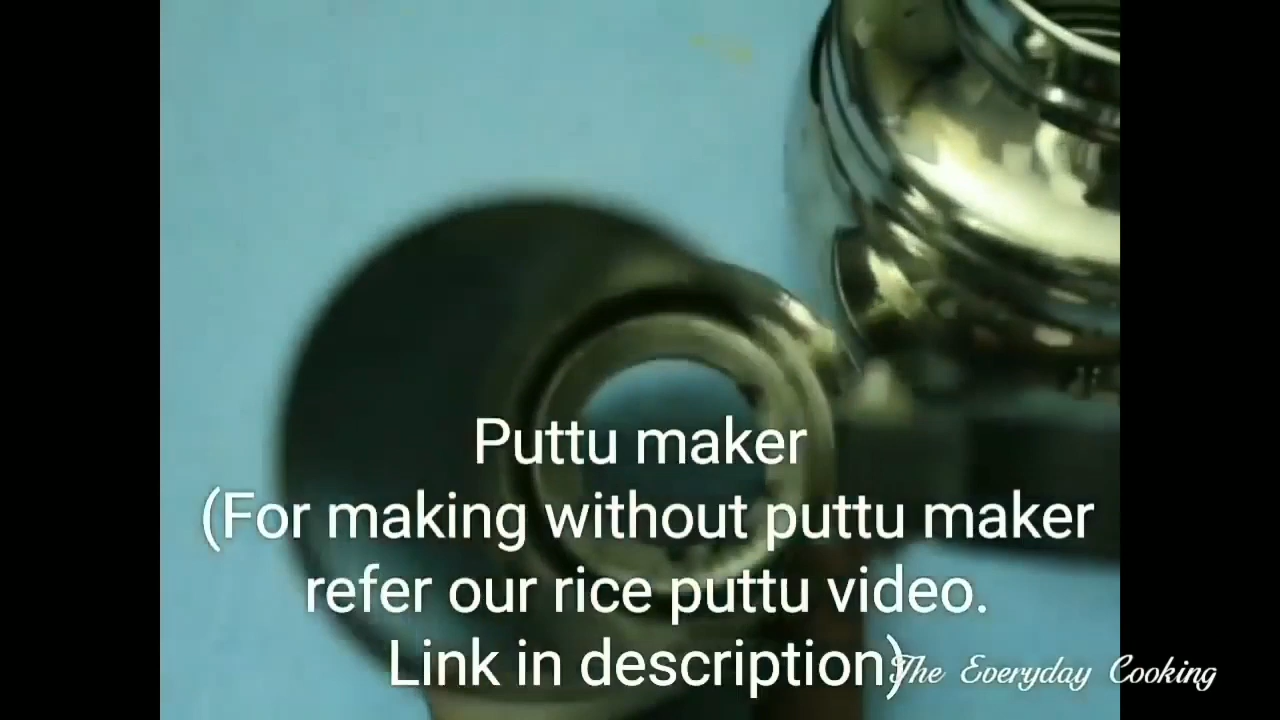 Puttu maker
(For making without puttu maker
refer our rice puttu video.
Link in description)
The Everyday Cooking